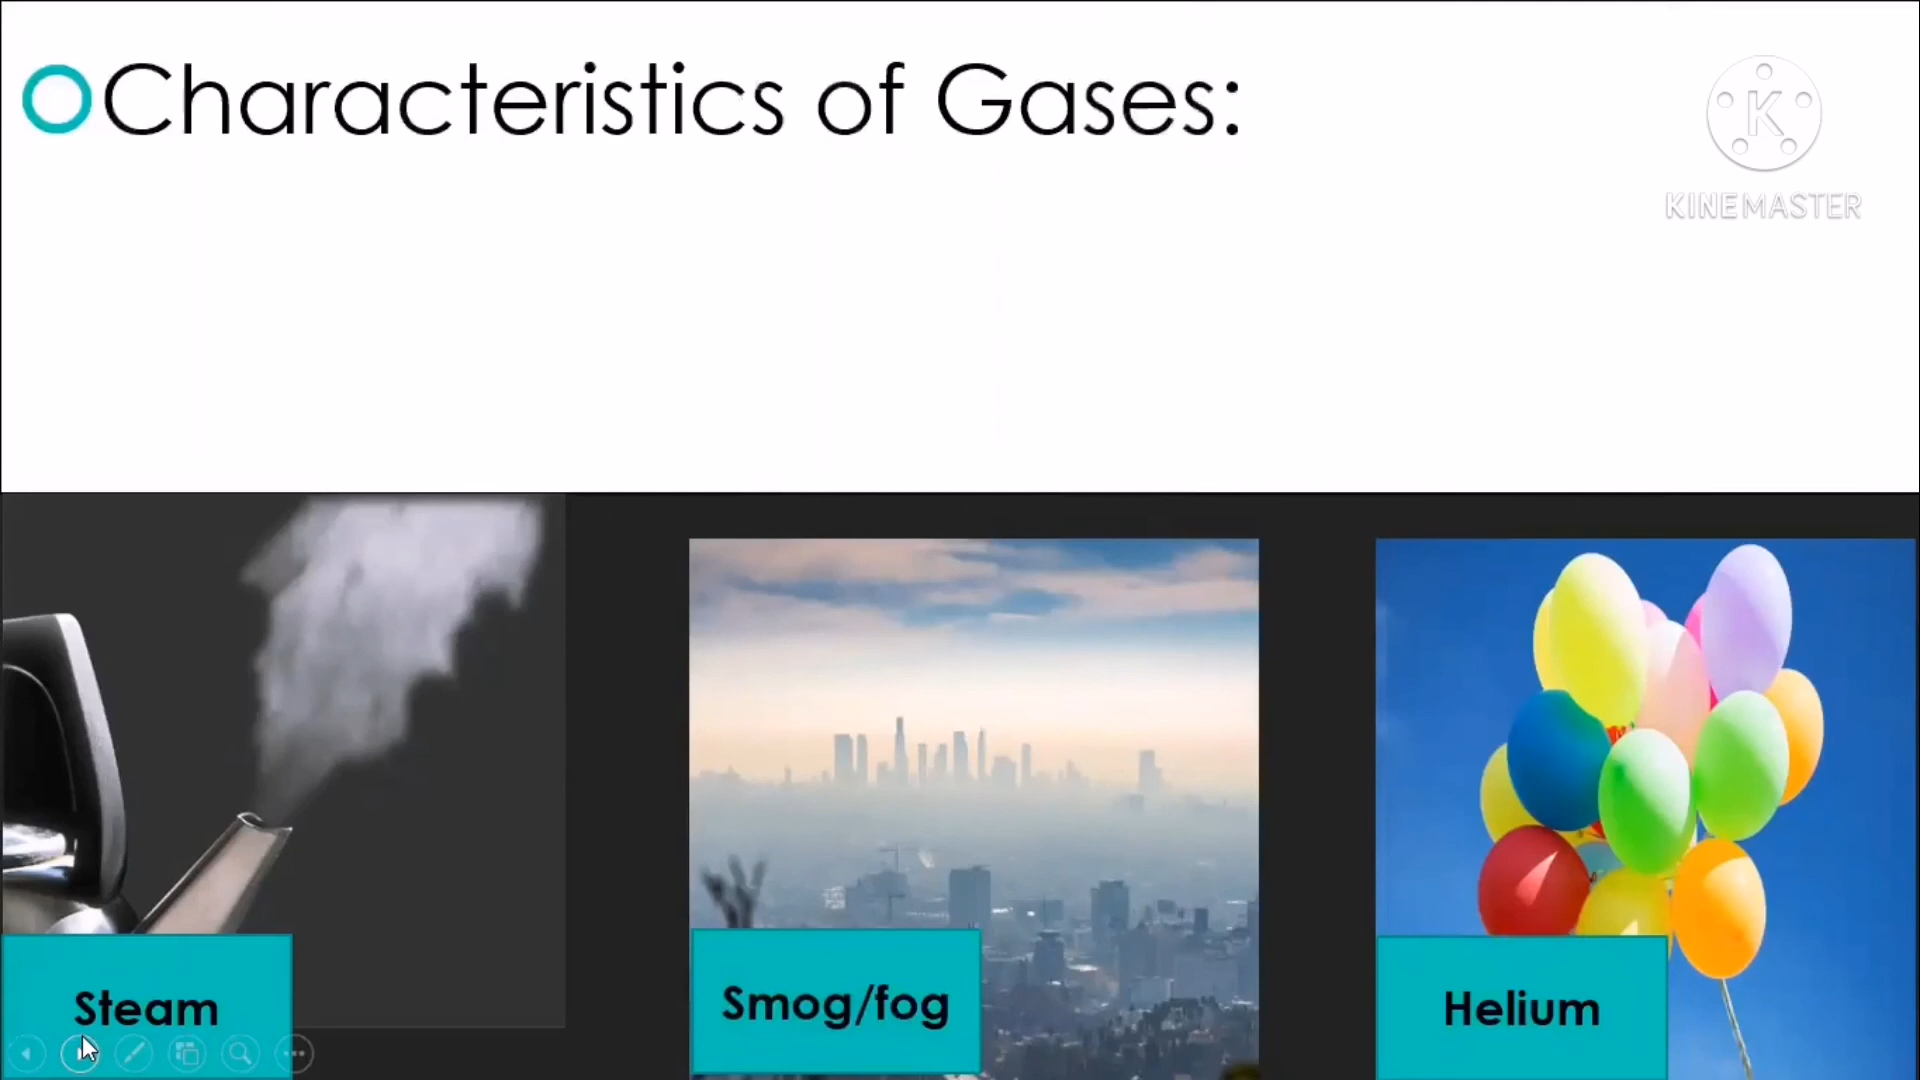 Characteristics of Gases:
K
KINEMASTER
Steam
Smog/fog
Helium